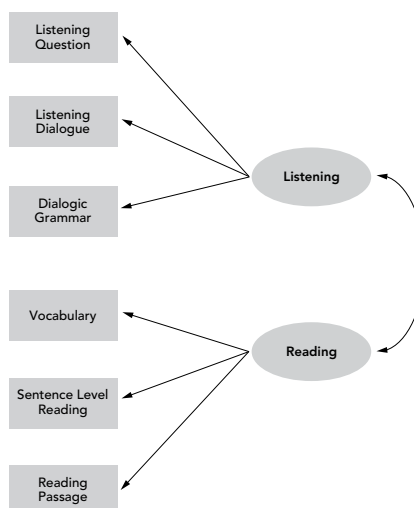 Listening
Question
Listening
Dialogue
Listening
Dialogic
Grammar
Vocabulary
Reading
Sentence Level
Reading
Reading
Passage